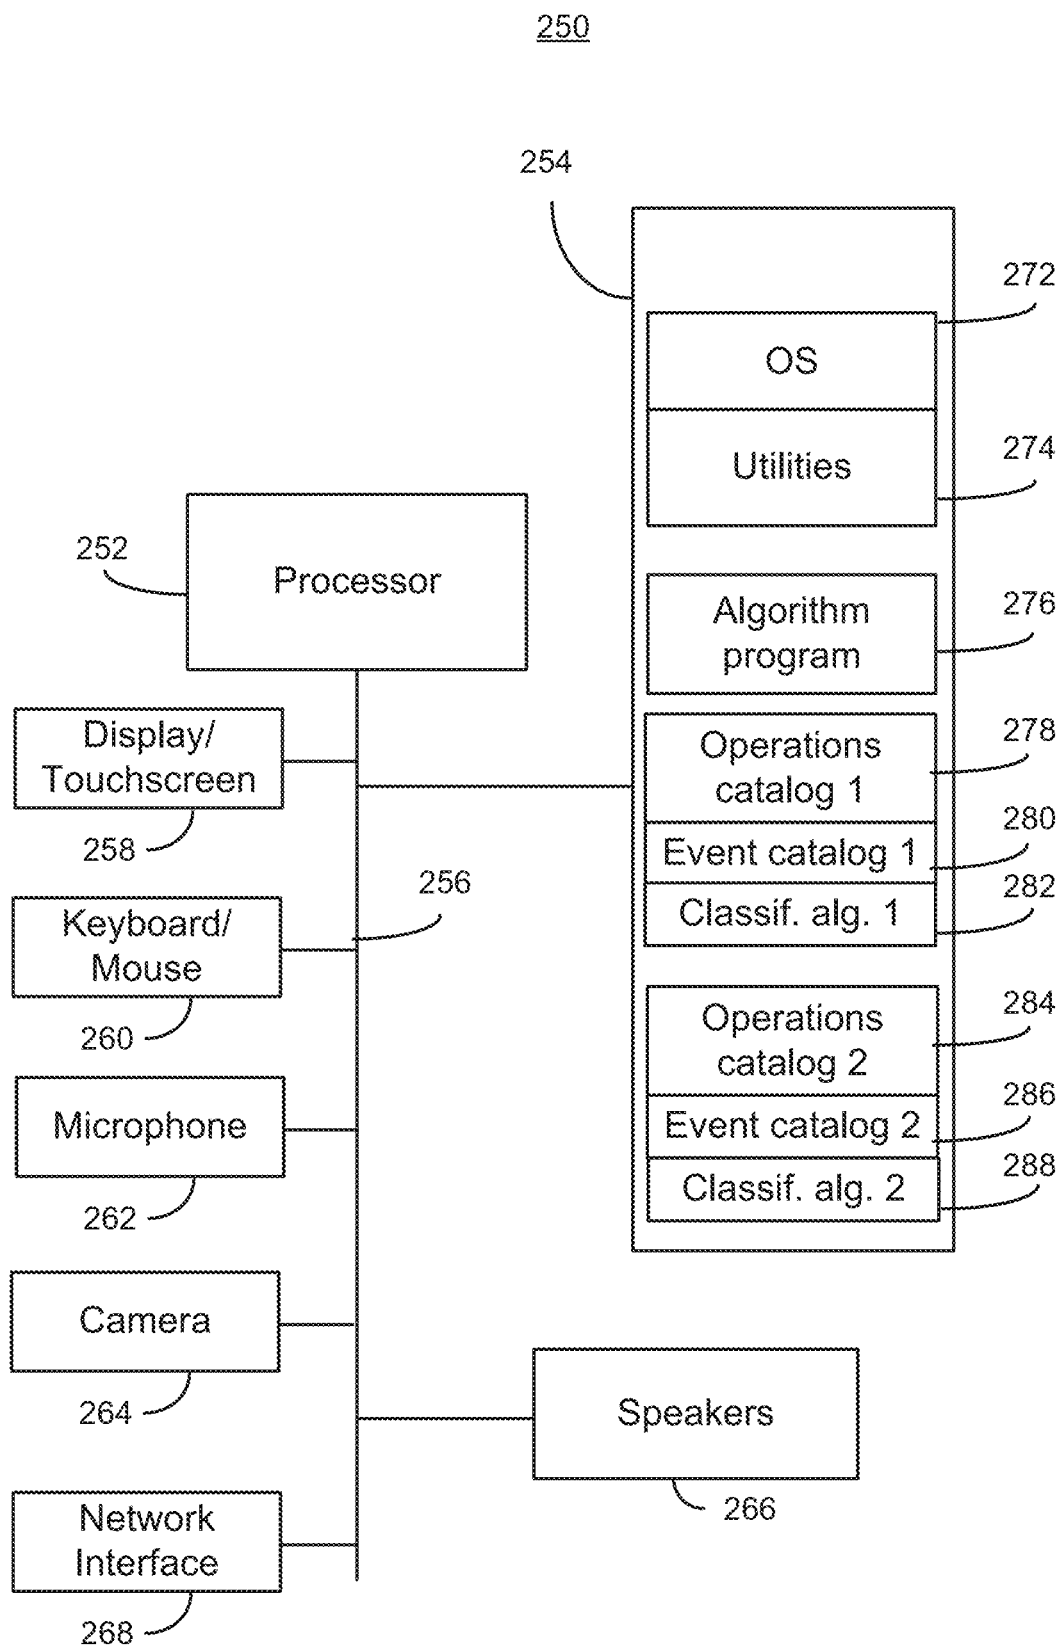 250
254
272
OS
274
Utilities
252
Processor
276
Algorithm
program
Display/
Touchscreen
258
278
Operations
catalog 1
280
Event catalog 1
256
282
Classif. alg. 1
Keyboard/
Mouse
260
284
Operations
catalog 2
286
Event catalog 2
288
Classif. alg. 2
Microphone
262
Camera
264
Speakers
266
Network
Interface
268